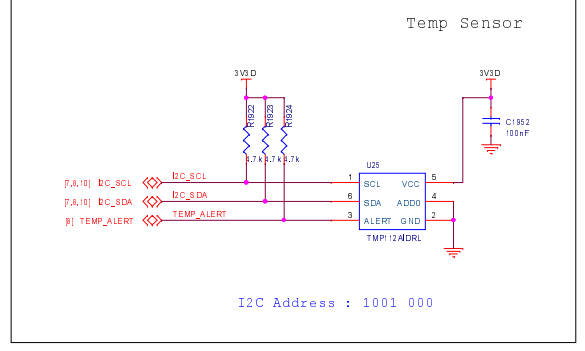 Temp Sensor
3V3D
3V3D
R1922
R1923
R1924
C1952
100nF
4.7k 4.7k 4.7k
U25
[7,8,10] I2C_SCL
I2C_SCL
1 SCL VCC 5
[7,8,10] I2C_SDA
I2C_SDA
6 SDA ADD0 4
[8] TEMP_ALERT
TEMP_ALERT
3 ALERT GND 2
TMP112AIDRL
I2C Address : 1001 000